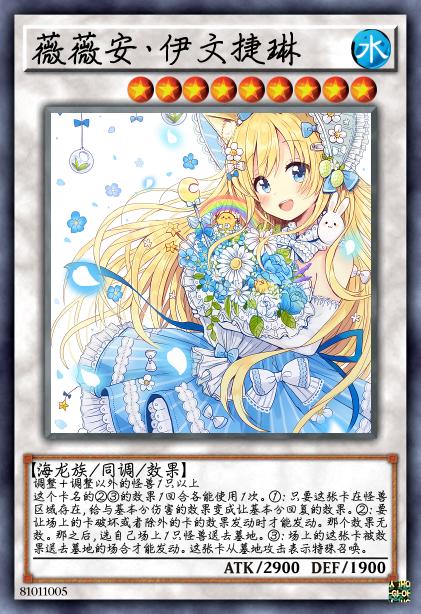 薇薇安·伊文捷琳
水
【海龙族/同调/效果】
调整＋调整以外的怪兽1只以上
这个卡名的②③的效果1回合各能使用1次。①：只要这张卡在怪兽
区域存在，给与基本分伤害的效果变成让基本分回复的效果。②：要
让场上的卡破坏或者除外的卡的效果发动时才能发动。那个效果无
效。那之后，选自己场上1只怪兽送去墓地。③：场上的这张卡被效
果送去墓地的场合才能发动。这张卡从墓地攻击表示特殊召唤。
ATK/2900 DEF/1900
81011005